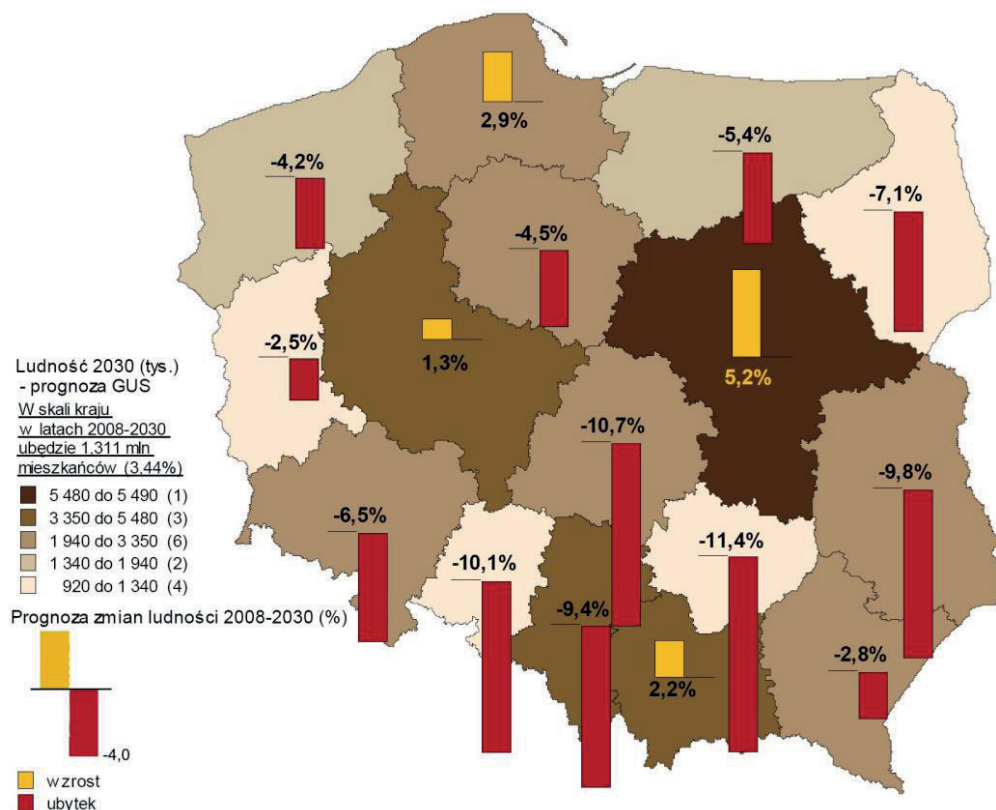 2,9%
-5,4%
-4,2%
-7,1%
-4,5%
-2,5%
1,3%
5,2%
Ludność 2030 (tys.)
- prognoza GUS
W skali kraju
w latach 2008-2030
ubędzie 1.311 mln
mieszkańców (3,44%)
5 480 do 5 490 (1)
3 350 do 5 480 (3)
1 940 do 3 350 (6)
1 340 do 1 940 (2)
920 do 1 340 (4)
-10,7%
-9,8%
-6,5%
-11,4%
-10,1%
-9,4%
-2,8%
2,2%
Prognoza zmian ludności 2008-2030 (%)
-4,0
wzrost
ubytek